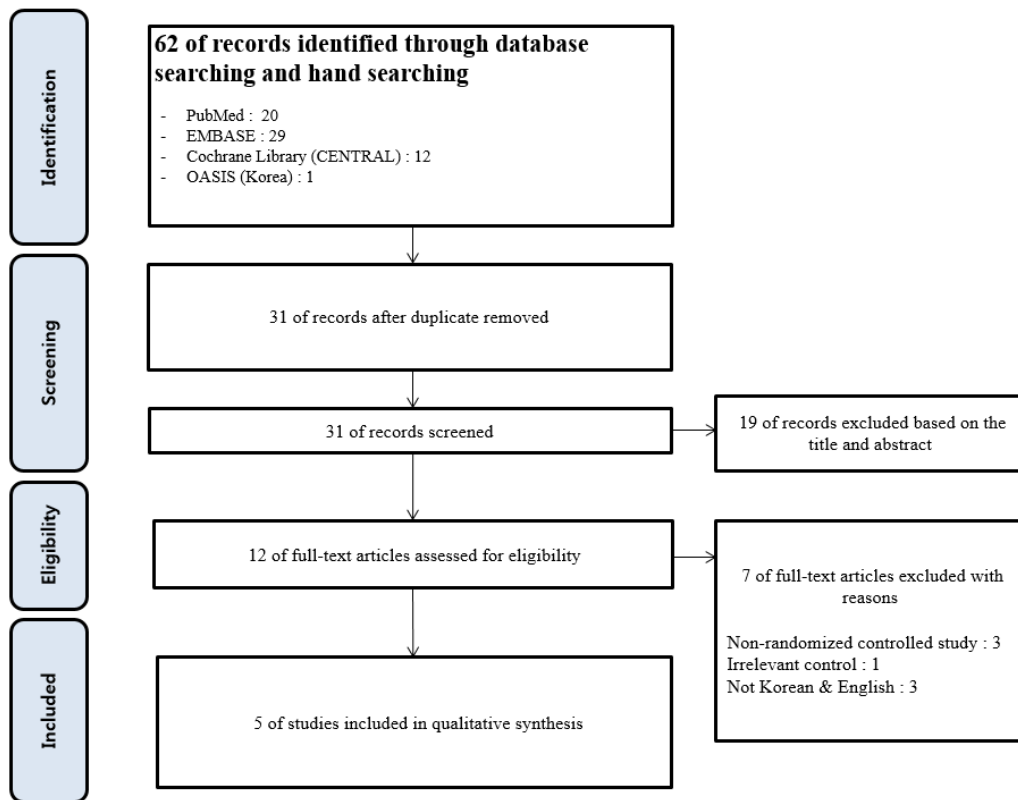 Identification
62 of records identified through database
searching and hand searching
- PubMed : 20
- EMBASE : 29
- Cochrane Library (CENTRAL) : 12
- OASIS (Korea) : 1
Screening
31 of records after duplicate removed
31 of records screened
19 of records excluded based on the
title and abstract
Eligibility
12 of full-text articles assessed for eligibility
7 of full-text articles excluded with
reasons
Non-randomized controlled study : 3
Irrelevant control : 1
Not Korean & English : 3
Included
5 of studies included in qualitative synthesis